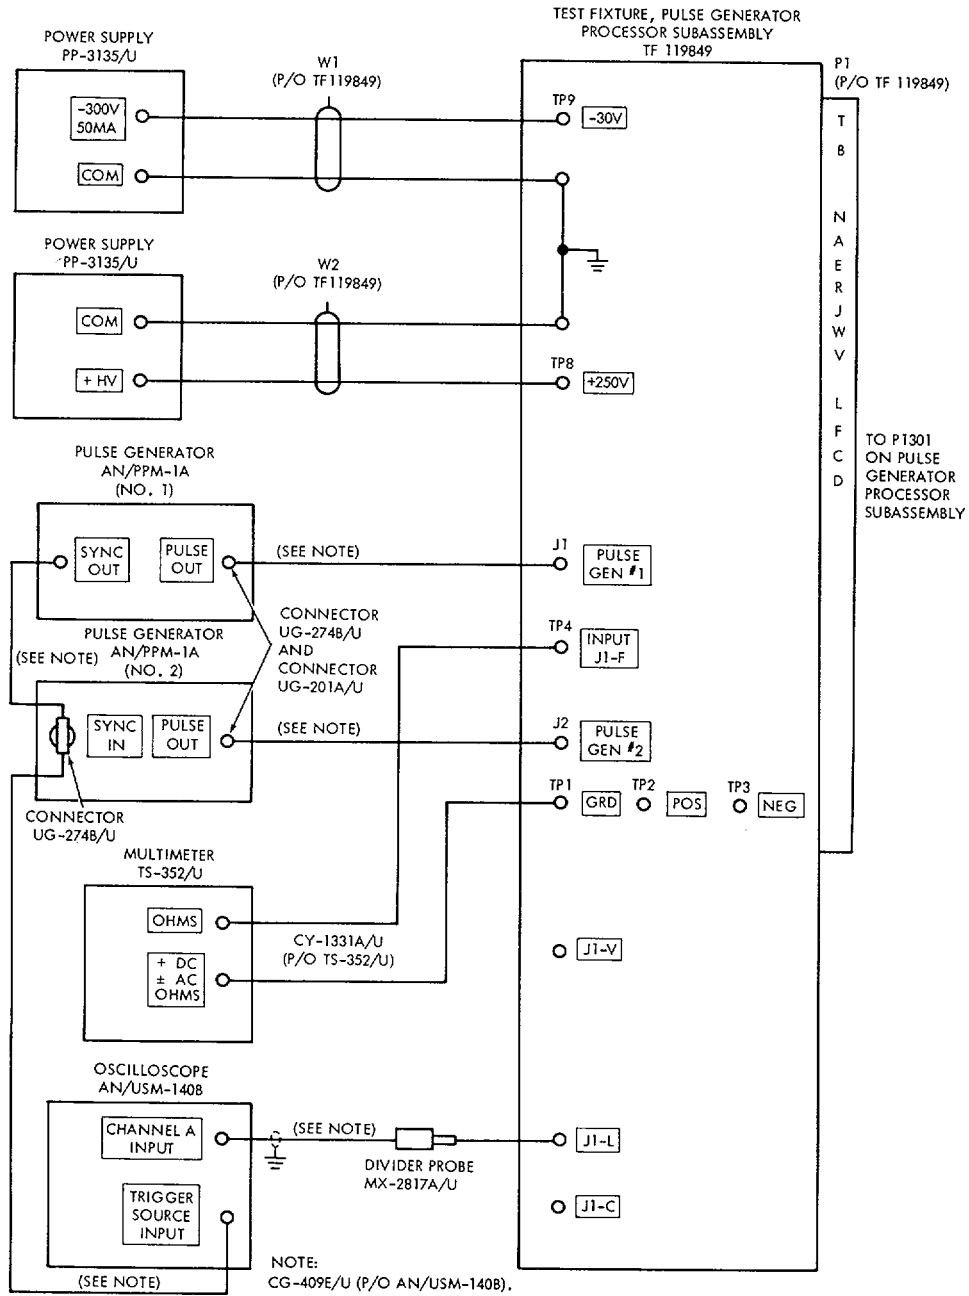 TEST FIXTURE, PULSE GENERATOR
PROCESSOR SUBASSEMBLY
TF 119849
POWER SUPPLY
PP-3135/U
W1
(P/O TF119849)
P1
(P/O TF 119849)
-300V
50MA
COM
TP9
-30V
T
B
N
A
E
R
J
W
V
L
F
C
D
POWER SUPPLY
PP-3135/U
W2
(P/O TF119849)
COM
+ HV
TP8
+250V
TO P1301
ON PULSE
GENERATOR
PROCESSOR
SUBASSEMBLY
PULSE GENERATOR
AN/PPM-1A
(NO. 1)
SYNC
OUT
PULSE
OUT
(SEE NOTE)
J1
PULSE
GEN #1
CONNECTOR
UG-274B/U
AND
CONNECTOR
UG-201A/U
PULSE GENERATOR
AN/PPM-1A
(NO. 2)
(SEE NOTE)
TP4
INPUT
J1-F
SYNC
IN
PULSE
OUT
(SEE NOTE)
J2
PULSE
GEN #2
TP1
GRD
TP2
POS
TP3
NEG
CONNECTOR
UG-274B/U
MULTIMETER
TS-352/U
OHMS
+ DC
± AC
OHMS
CY-1331A/U
(P/O TS-352/U)
J1-V
OSCILLOSCOPE
AN/USM-140B
CHANNEL A
INPUT
(SEE NOTE)
DIVIDER PROBE
MX-2817A/U
J1-L
TRIGGER
SOURCE
INPUT
J1-C
(SEE NOTE)
NOTE:
CG-409E/U (P/O AN/USM-140B).